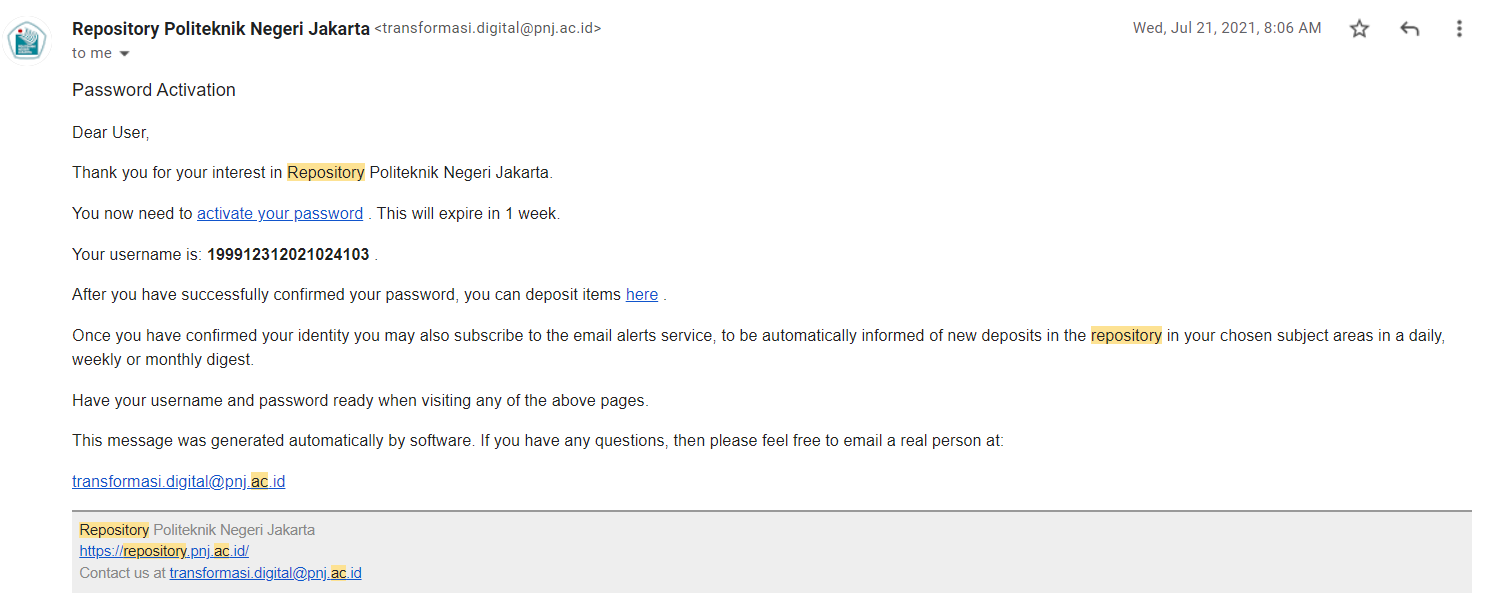 Repository Politeknik Negeri Jakarta <transformasi.digital@pnj.ac.id>
Wed, Jul 21, 2021, 8:06 AM
to me
Password Activation
Dear User,
Thank you for your interest in Repository Politeknik Negeri Jakarta.
You now need to activate your password . This will expire in 1 week.
Your username is: 199912312021024103 .
After you have successfully confirmed your password, you can deposit items here .
Once you have confirmed your identity you may also subscribe to the email alerts service, to be automatically informed of new deposits in the repository in your chosen subject areas in a daily,
weekly or monthly digest.
Have your username and password ready when visiting any of the above pages.
This message was generated automatically by software. If you have any questions, then please feel free to email a real person at:
transformasi.digital@pnj.ac.id
Repository Politeknik Negeri Jakarta
https://repository.pnj.ac.id/
Contact us at transformasi.digital@pnj.ac.id